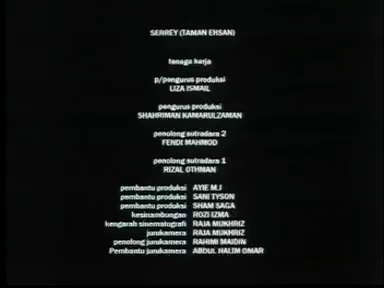 SERREY (TAMAN EHSAN)
tenaga kerja
p/pengurus produksi
LIZA ISMAIL
pengurus produksi
SHAHRIMAN KAMARULZAMAN
penolong sutradara 2
FENDI MAHMOD
penolong sutradara 1
RIZAL OTHMAN
pembantu produksi AYIE M.I
pembantu produksi SANI TYSON
pembantu produksi SHAM SAGA
kesinambungan ROZI IZMA
kengarah sinematografi RAJA MUKHRIZ
jurukamera RAJA MUKHRIZ
penolong jurukamera RAHIMI MAIDIN
Pembantu jurukamera ABDUL HALIM OMAR